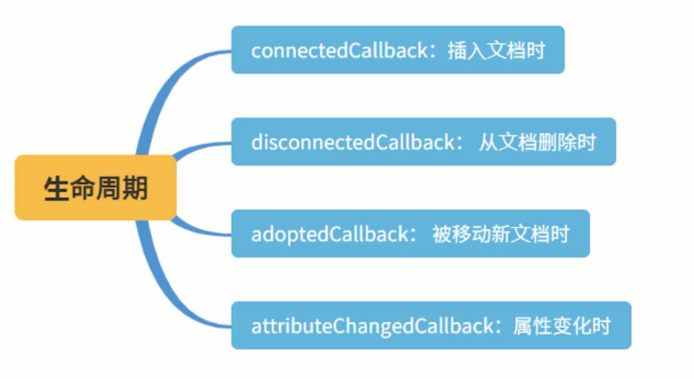 connectedCallback：插入文档时
disconnectedCallback： 从文档删除时
生命周期
adoptedCallback： 被移动新文档时
attributeChangedCallback：属性变化时